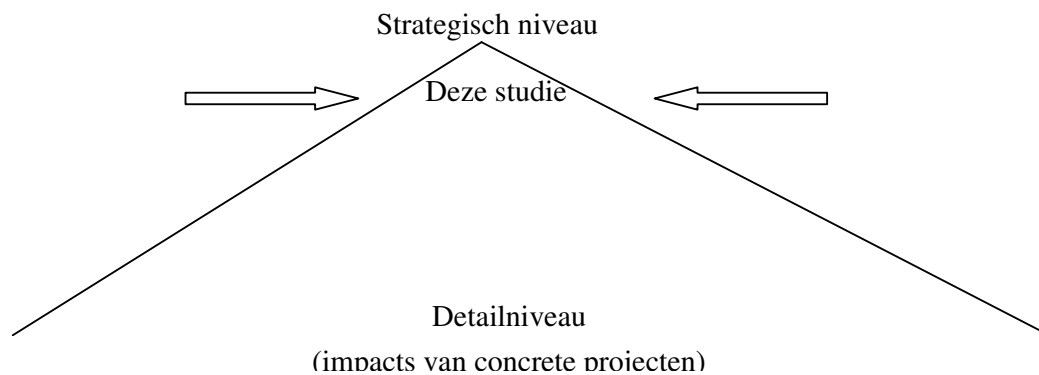 Strategisch niveau
Deze studie
Detailniveau
(impacts van concrete projecten)